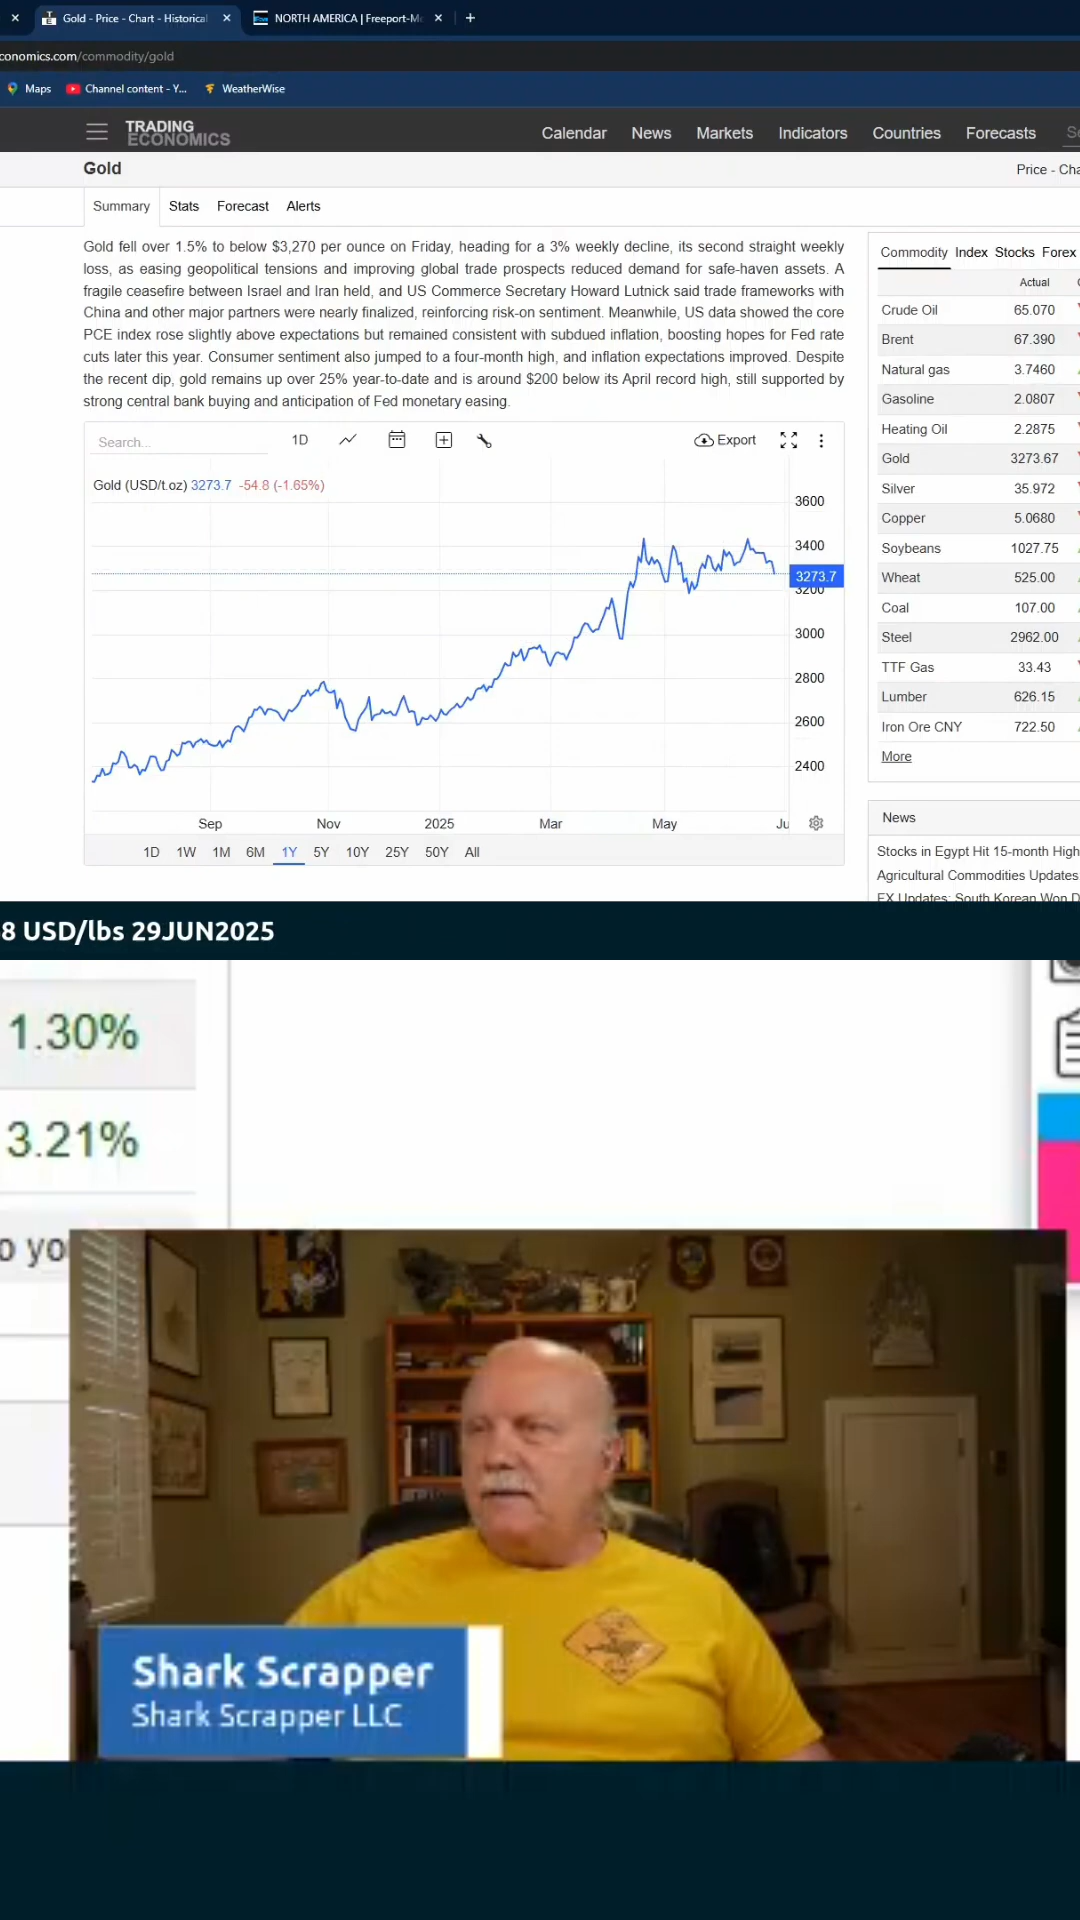 Gold - Price - Chart - Historical
NORTH AMERICA | Freeport-Mc
conomics.com/commodity/gold
Maps
Channel content - Y...
WeatherWise
TRADING
ECONOMICS
Calendar
News
Markets
Indicators
Countries
Forecasts
Se
Gold
Price - Cha
Summary
Stats
Forecast
Alerts
Gold fell over 1.5% to below $3,270 per ounce on Friday, heading for a 3% weekly decline, its second straight weekly
loss, as easing geopolitical tensions and improving global trade prospects reduced demand for safe-haven assets. A
fragile ceasefire between Israel and Iran held, and US Commerce Secretary Howard Lutnick said trade frameworks with
China and other major partners were nearly finalized, reinforcing risk-on sentiment. Meanwhile, US data showed the core
PCE index rose slightly above expectations but remained consistent with subdued inflation, boosting hopes for Fed rate
cuts later this year. Consumer sentiment also jumped to a four-month high, and inflation expectations improved. Despite
the recent dip, gold remains up over 25% year-to-date and is around $200 below its April record high, still supported by
strong central bank buying and anticipation of Fed monetary easing.
Search...
1D
Export
Gold (USD/t.oz) 3273.7 -54.8 (-1.65%)
3600
3400
3273.7
3200
3000
2800
2600
2400
Sep
Nov
2025
Mar
May
Ju
1D
1W
1M
6M
1Y
5Y
10Y
25Y
50Y
All
Commodity
Index
Stocks
Forex
Actual
Crude Oil 65.070
Brent 67.390
Natural gas 3.7460
Gasoline 2.0807
Heating Oil 2.2875
Gold 3273.67
Silver 35.972
Copper 5.0680
Soybeans 1027.75
Wheat 525.00
Coal 107.00
Steel 2962.00
TTF Gas 33.43
Lumber 626.15
Iron Ore CNY 722.50
More
News
Stocks in Egypt Hit 15-month High
Agricultural Commodities Updates
FX Updates: South Korean Won D
8 USD/lbs 29JUN2025
1.30%
3.21%
o yo
Shark Scrapper
Shark Scrapper LLC